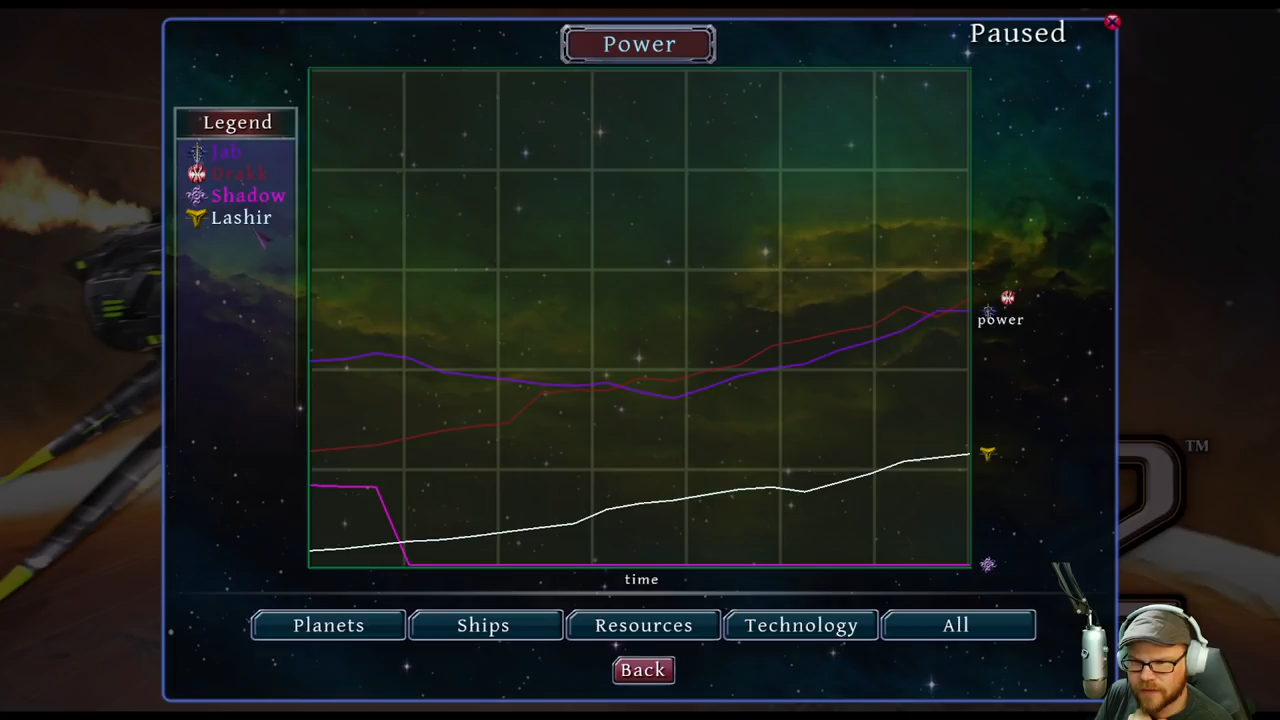 Power
Paused
Legend
Jab
Drakk
Shadow
Lashir
power
TM
time
Planets
Ships
Resources
Technology
All
Back